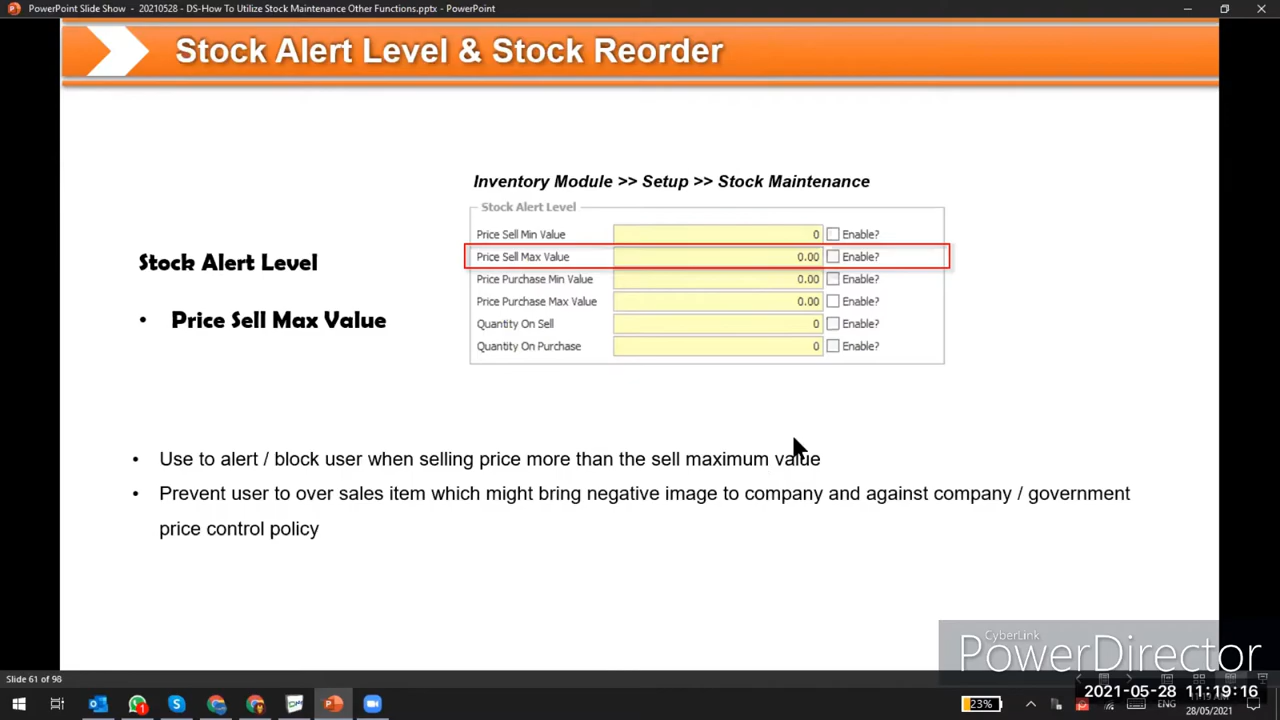 PowerPoint Slide Show - 20210528 - DS-How To Utilize Stock Maintenance Other Functions.pptx - PowerPoint
Stock Alert Level & Stock Reorder
Inventory Module >> Setup >> Stock Maintenance
Stock Alert Level
Price Sell Min Value 0 Enable?
Price Sell Max Value 0.00 Enable?
Price Purchase Min Value 0.00 Enable?
Price Purchase Max Value 0.00 Enable?
Quantity On Sell 0 Enable?
Quantity On Purchase 0 Enable?
Stock Alert Level
• Price Sell Max Value
• Use to alert / block user when selling price more than the sell maximum value
• Prevent user to over sales item which might bring negative image to company and against company / government
price control policy
CyberLink
PowerDirector
Slide 61 of 98
2021-05-28 11:19:16
23%
ENG
28/05/2021